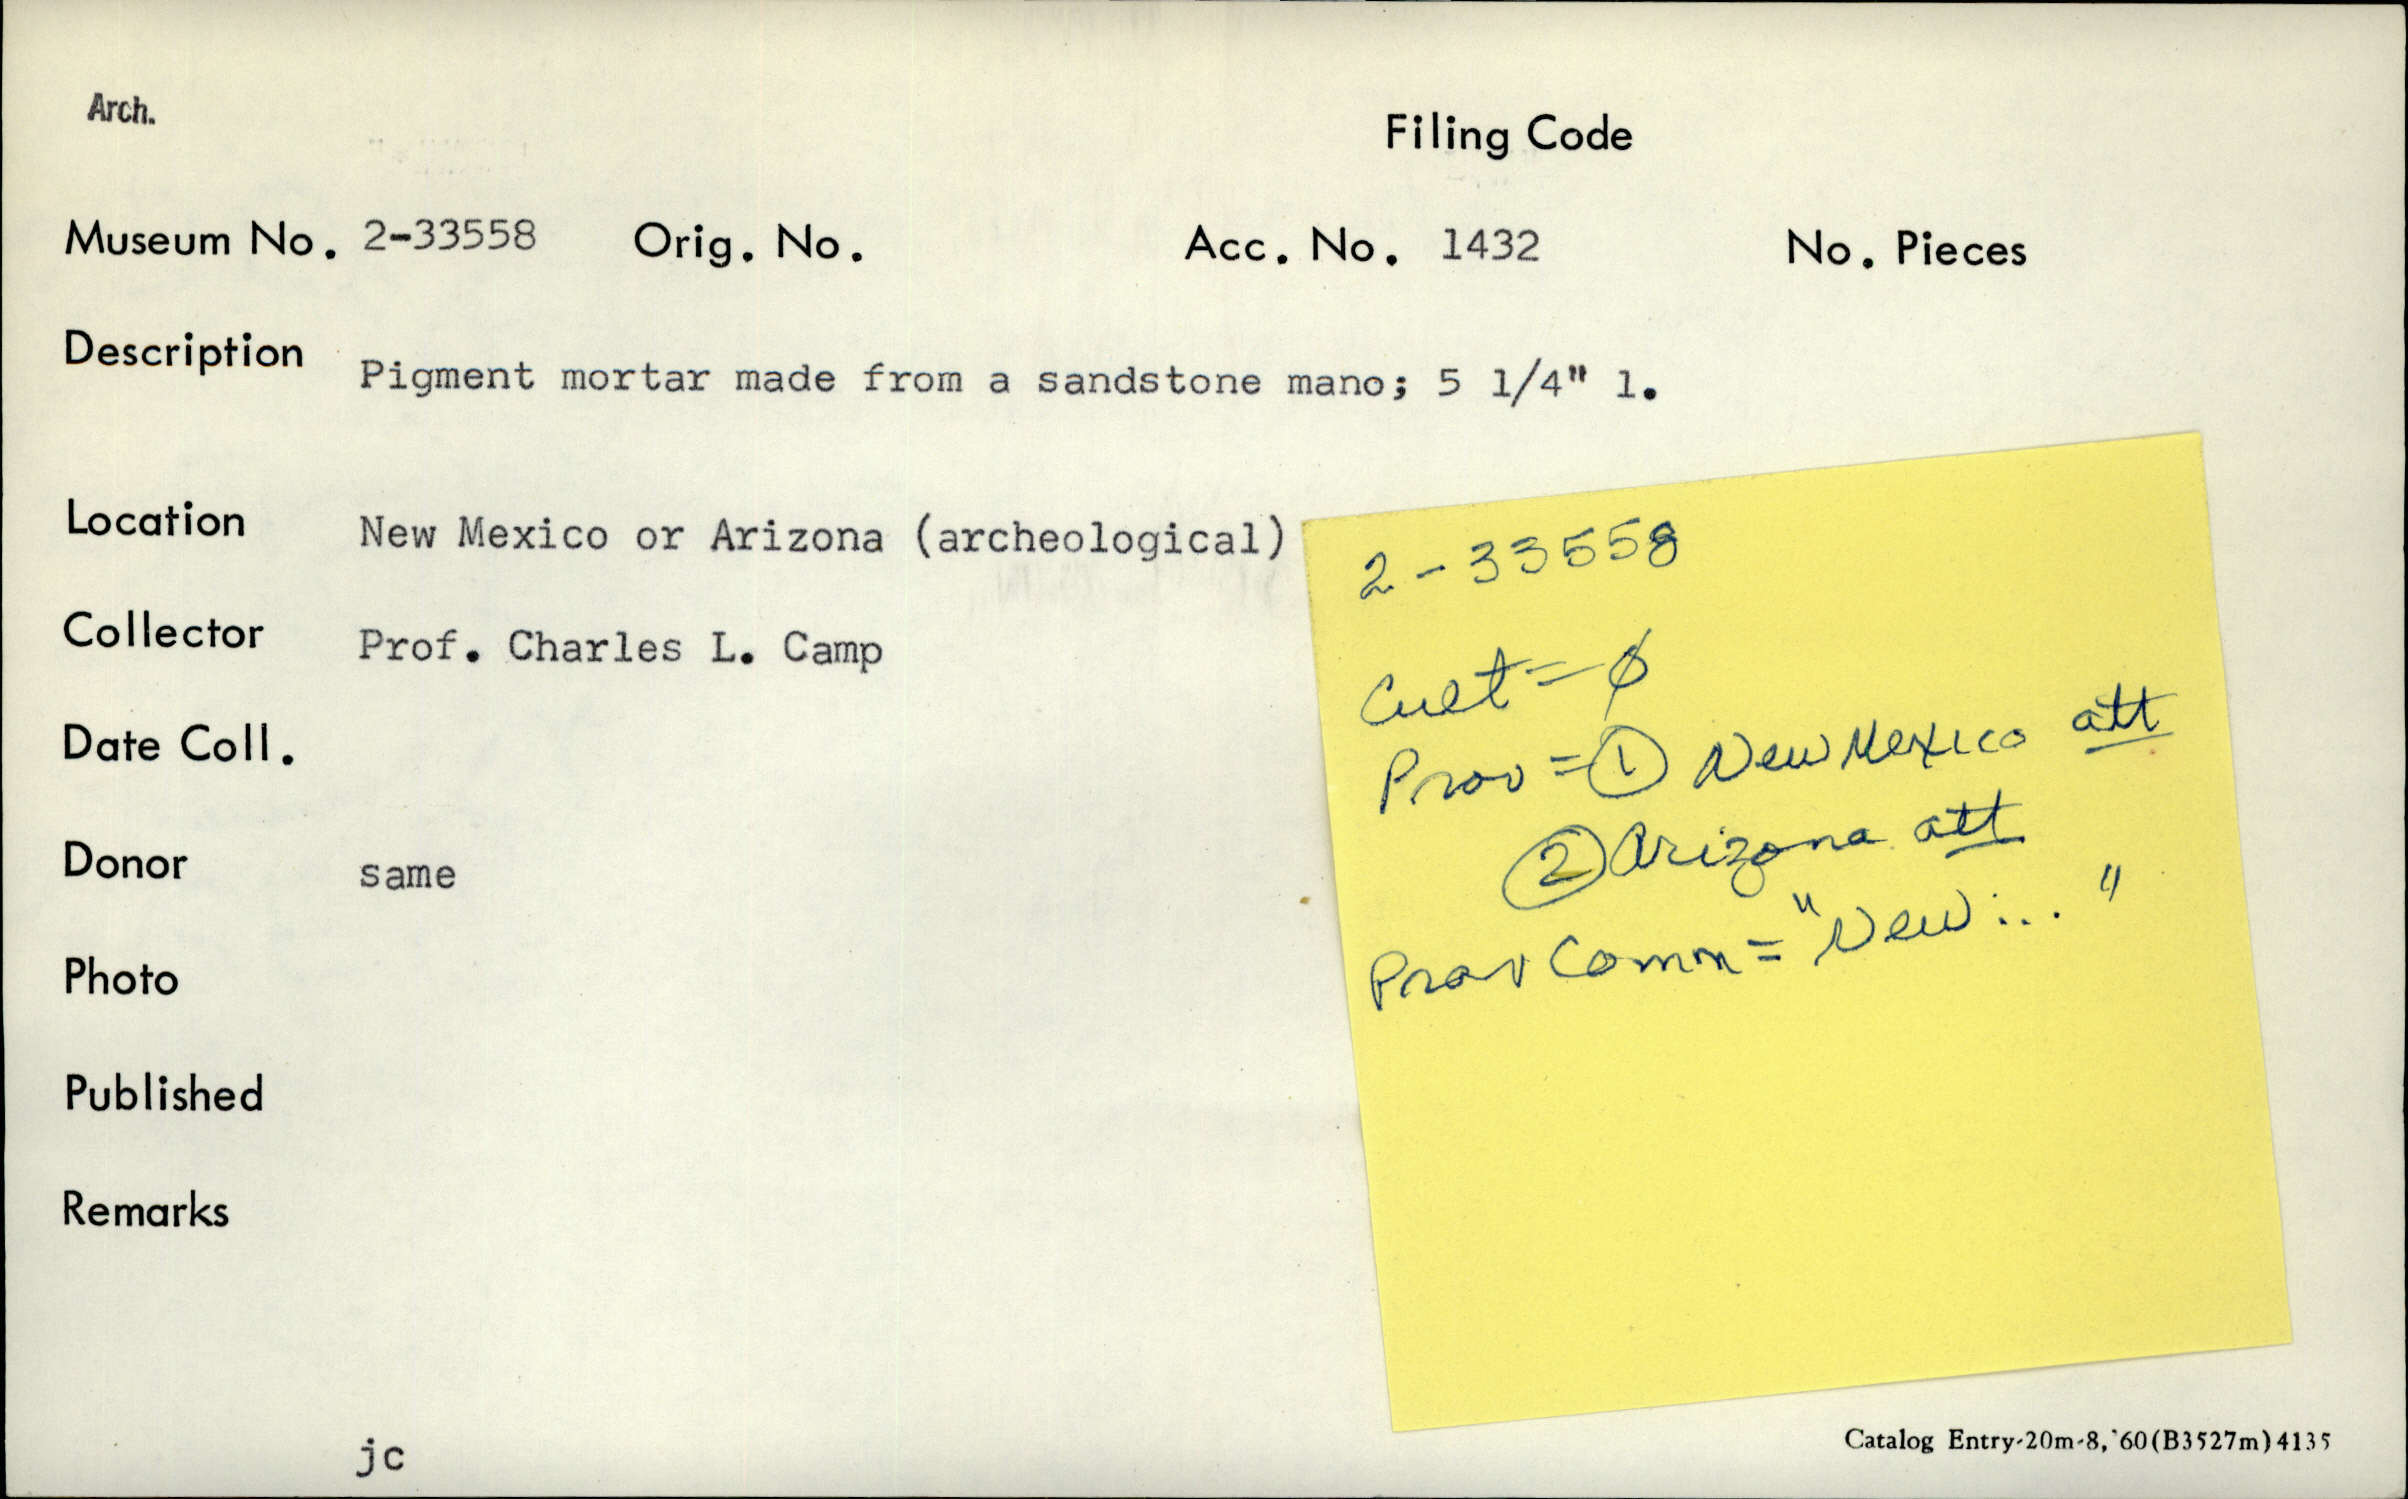 Arch.
Filing Code
Museum No. 2-33558 Orig. No. Acc. No. 1432 No. Pieces
Description Pigment mortar made from a sandstone mano; 5 1/4" l.
Location New Mexico or Arizona (archeological)
Collector Prof. Charles L. Camp
Date Coll.
Donor same
Photo
Published
Remarks
jc
2-33558
Cult = ϕ
Prov = ① New Mexico att
② Arizona att
Prov Comm = "New ... "
Catalog Entry-20m-8,'60(B3527m)4135